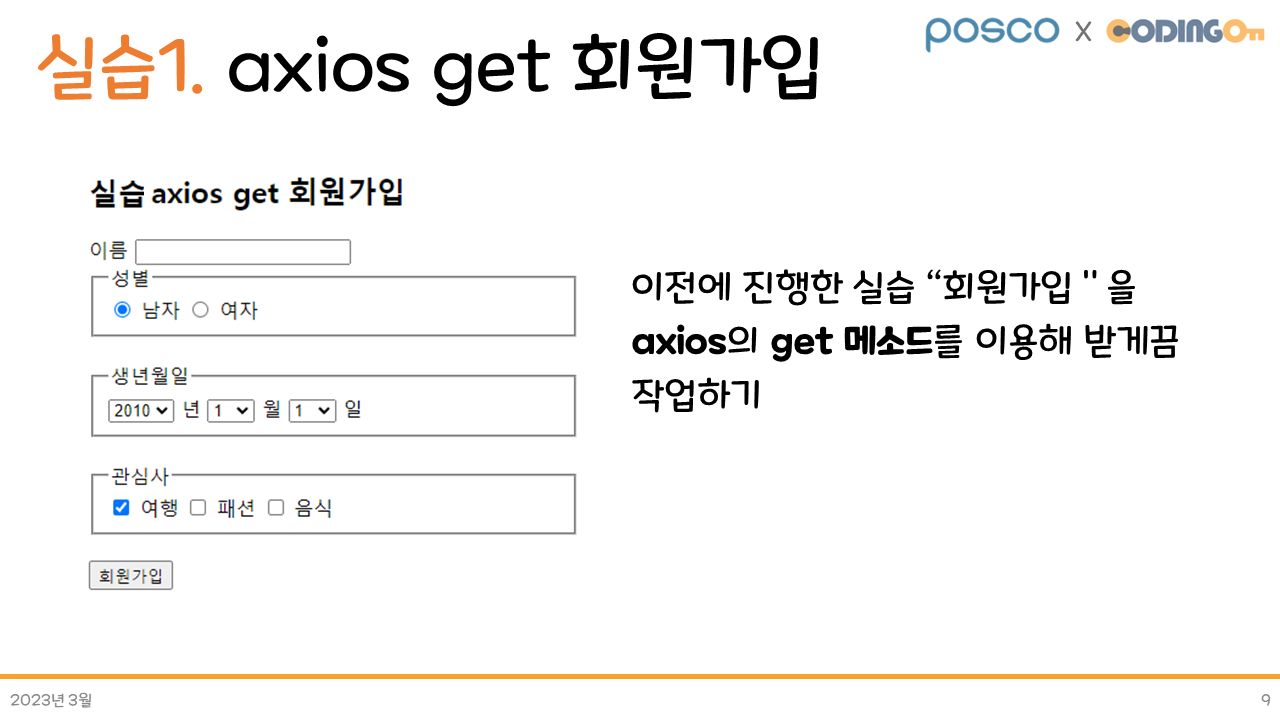 실습1. axios get 회원가입
posco x CODINGOn
실습 axios get 회원가입
이름
성별
남자 여자
생년월일
2010 년 1 월 1 일
관심사
여행 패션 음식
회원가입
이전에 진행한 실습 “회원가입 " 을
axios의 get 메소드를 이용해 받게끔
작업하기
2023년 3월
9